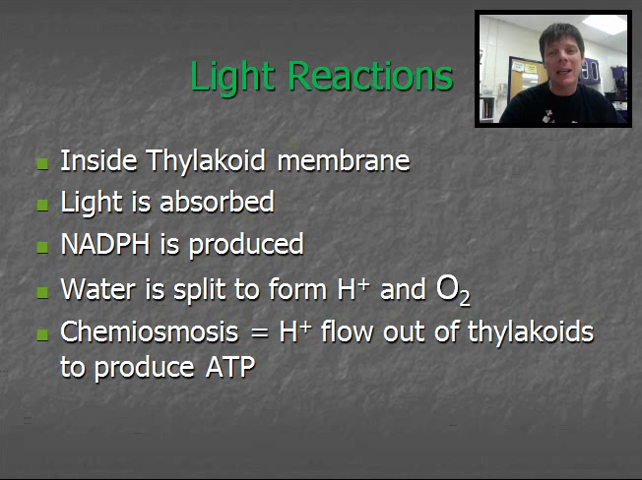 Light Reactions
Inside Thylakoid membrane
Light is absorbed
NADPH is produced
Water is split to form H⁺ and O₂
Chemiosmosis = H⁺ flow out of thylakoids
to produce ATP